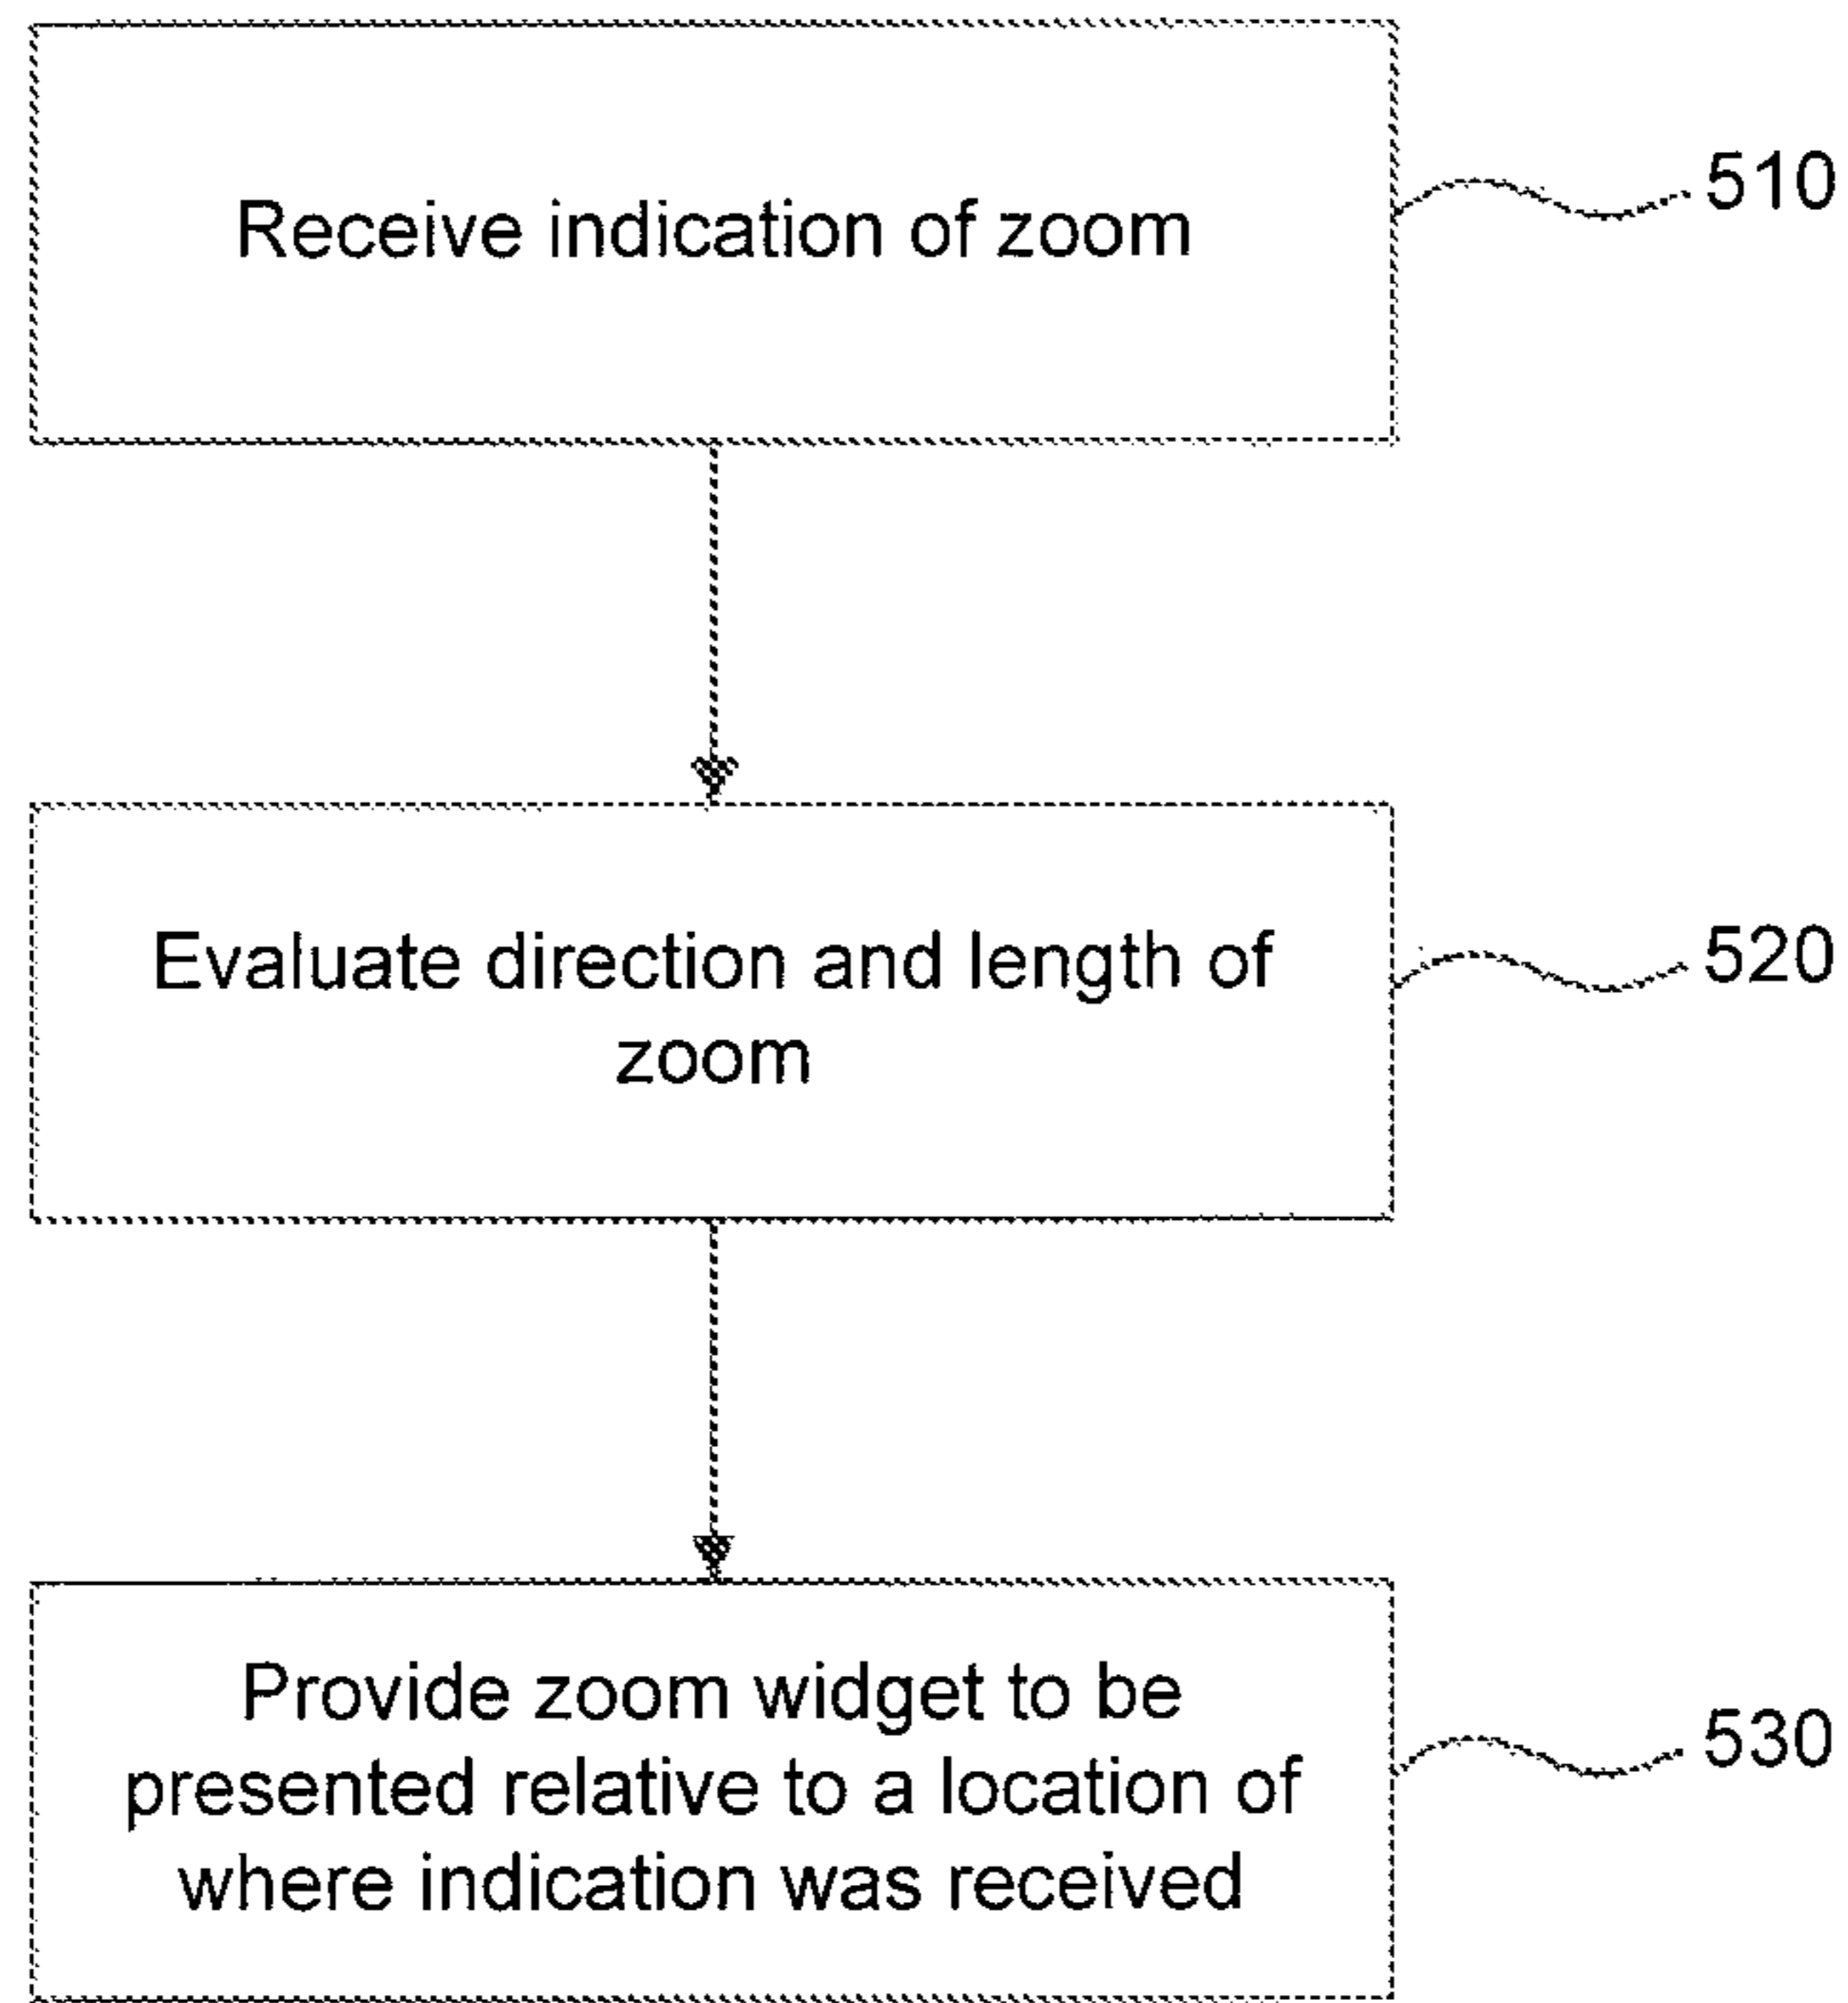 Receive indication of zoom
510
Evaluate direction and length of
zoom
520
Provide zoom widget to be
presented relative to a location of
where indication was received
530